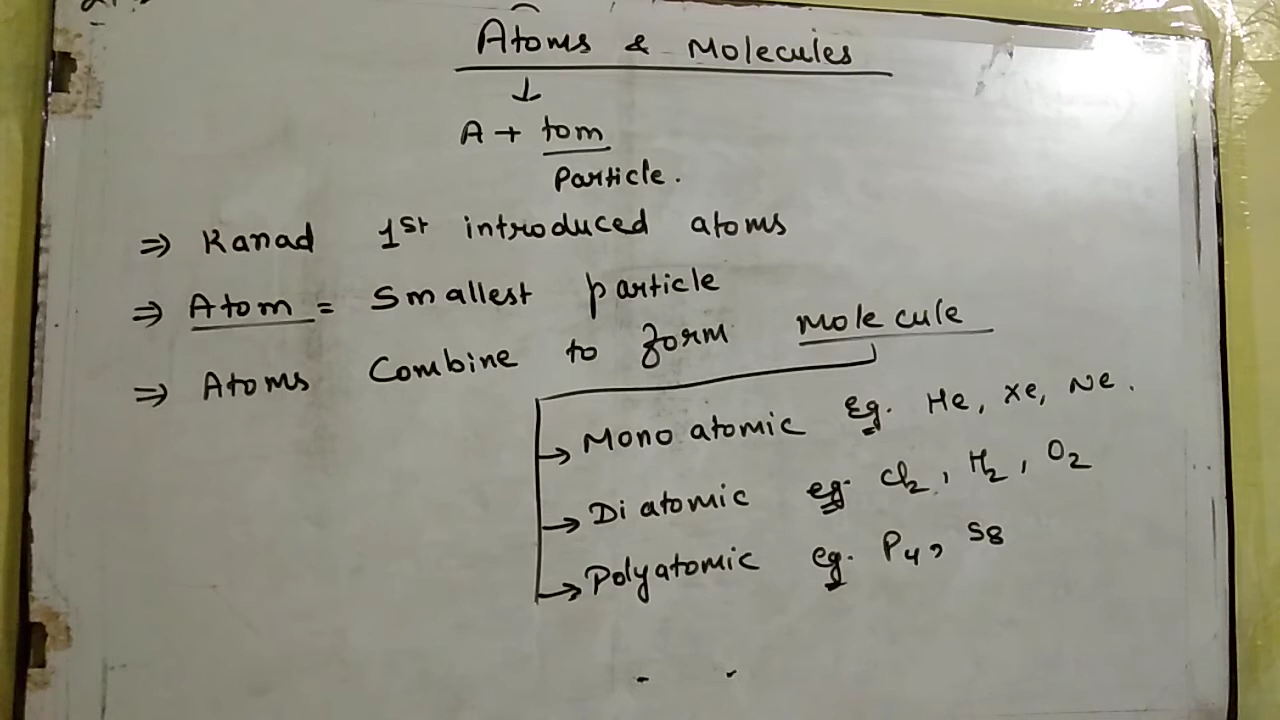 Atoms & Molecules
↓
A + tom
Particle.
⇒ Kanad 1st introduced atoms
⇒ Atom = Smallest particle
⇒ Atoms Combine to form molecule
→ Mono atomic Eg. He, Xe, Ne.
→ Di atomic eg. Cl2, H2, O2
→ Polyatomic eg. P4, S8